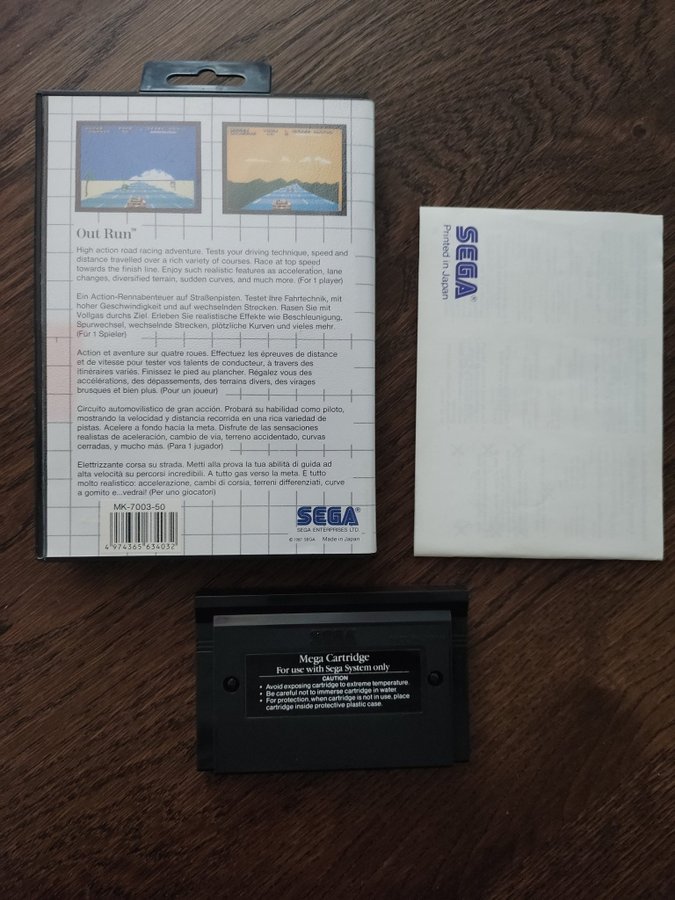 Out Run™
High action road racing adventure. Tests your driving technique, speed and
distance travelled over a rich variety of courses. Race at top speed
towards the finish line. Enjoy such realistic features as acceleration, lane
changes, diversified terrain, sudden curves, and much more. (For 1 player)
Ein Action-Rennabenteuer auf Straßenpisten. Testet Ihre Fahrtechnik, mit
hoher Geschwindigkeit und auf wechselnden Strecken. Rasen Sie mit
Vollgas durchs Ziel. Erleben Sie realistische Effekte wie Beschleunigung,
Spurwechsel, wechselnde Strecken, plötzliche Kurven und vieles mehr.
(Für 1 Spieler)
Action et aventure sur quatre roues. Effectuez les épreuves de distance
et de vitesse pour tester vos talents de conducteur, à travers des
itinéraires variés. Finissez le pied au plancher. Régalez vous des
accélérations, des dépassements, des terrains divers, des virages
brusques et bien plus. (Pour un joueur)
Circuito automovilistico de gran acción. Probará su habilidad como piloto,
mostrando la velocidad y distancia recorrida en una rica variedad de
pistas. Acelere a fondo hacia la meta. Disfrute de las sensaciones
realistas de aceleración, cambio de via, terreno accidentado, curvas
cerradas, y mucho más. (Para 1 jugador)
Elettrizzante corsa su strada. Metti alla prova la tua abilità di guida ad
alta velocità su percorsi incredibili. A tutto gas verso la meta. E tutto
molto realistico: accelerazione, cambi di corsia, terreni differenziati, curve
a gomito e...vedrai! (Per uno giocatori)
MK-7003-50
4 974365 634032
SEGA®
SEGA ENTERPRISES LTD.
© 1987 SEGA Made in Japan
SEGA®
Printed in Japan
SEGA
Mega Cartridge
For use with Sega System only
CAUTION
• Avoid exposing cartridge to extreme temperature.
• Be careful not to immerse cartridge in water.
• For protection, when cartridge is not in use, place
cartridge inside protective plastic case.